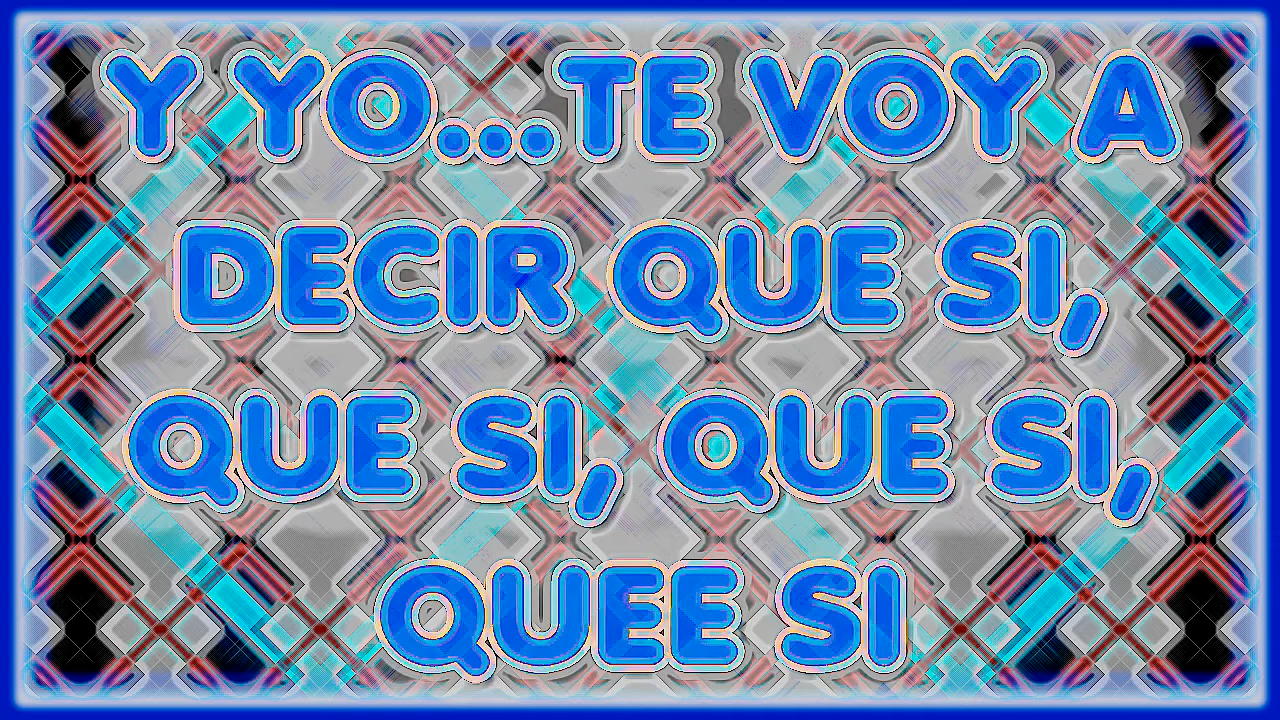 Y YO...TE VOY A
DECIR QUE SI,
QUE SI, QUE SI,
QUEE SI